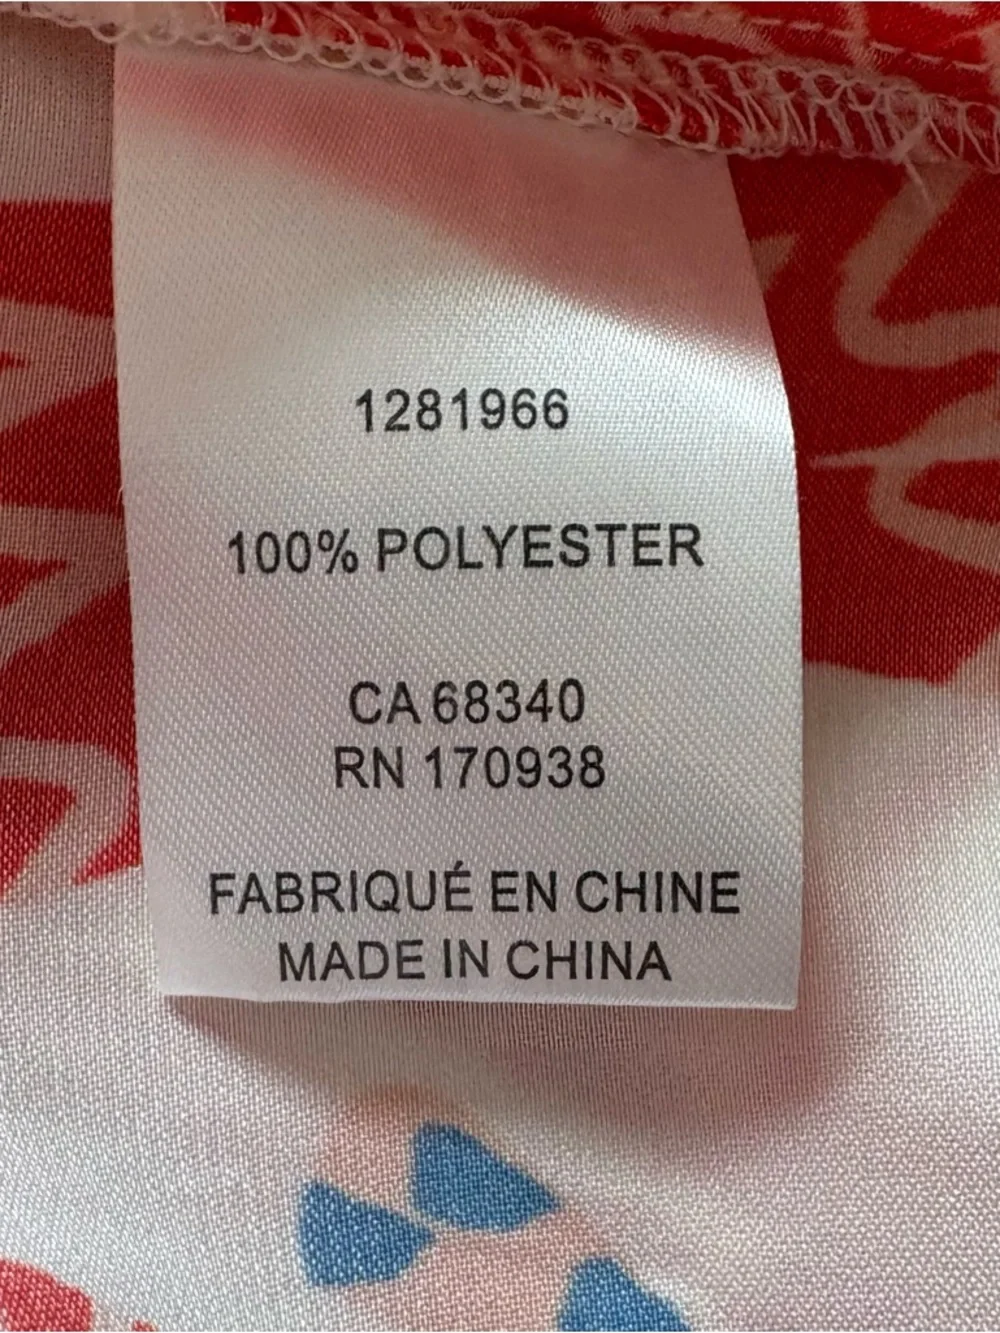 1281966
100% POLYESTER
CA 68340
RN 170938
FABRIQUÉ EN CHINE
MADE IN CHINA